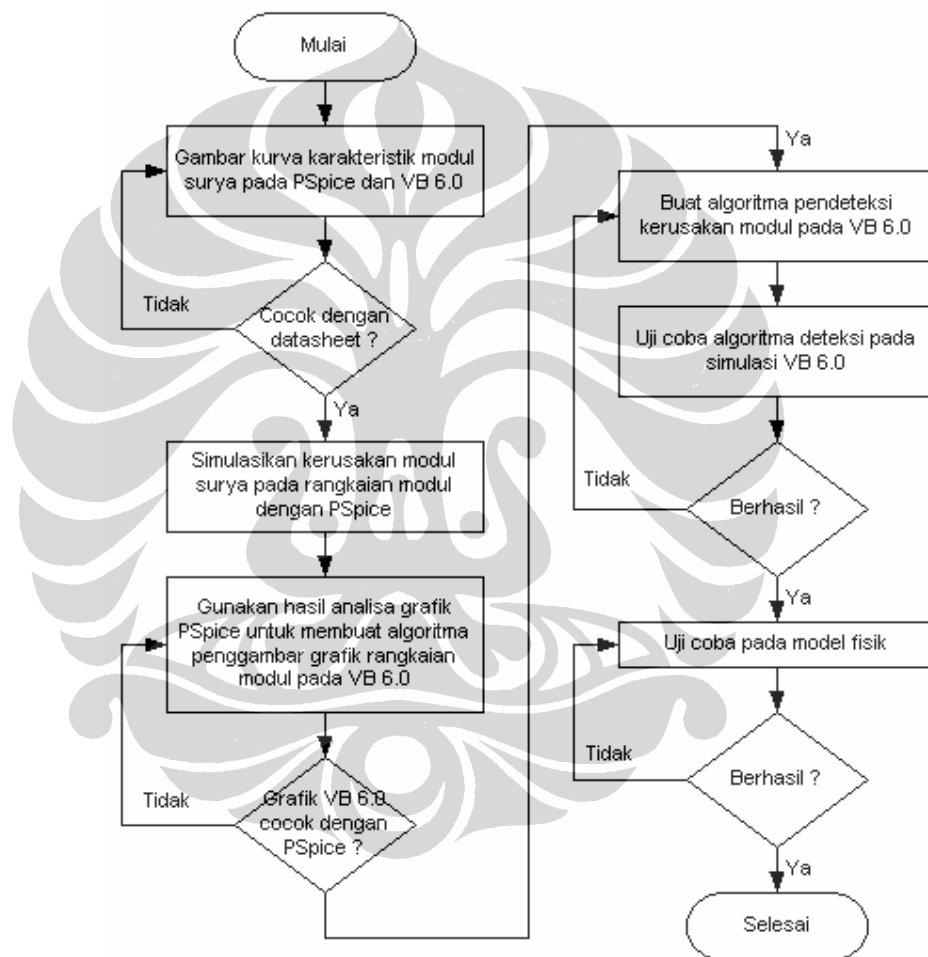 Mulai
Gambar kurva karakteristik modul
surya pada PSpice dan VB 6.0
Tidak
Cocok dengan
datasheet ?
Ya
Simulasikan kerusakan modul
surya pada rangkaian modul
dengan PSpice
Gunakan hasil analisa grafik
PSpice untuk membuat algoritma
penggambar grafik rangkaian
modul pada VB 6.0
Tidak
Grafik VB 6.0
cocok dengan
PSpice ?
Ya
Buat algoritma pendeteksi
kerusakan modul pada VB 6.0
Uji coba algoritma deteksi pada
simulasi VB 6.0
Tidak
Berhasil ?
Ya
Uji coba pada model fisik
Tidak
Berhasil ?
Ya
Selesai